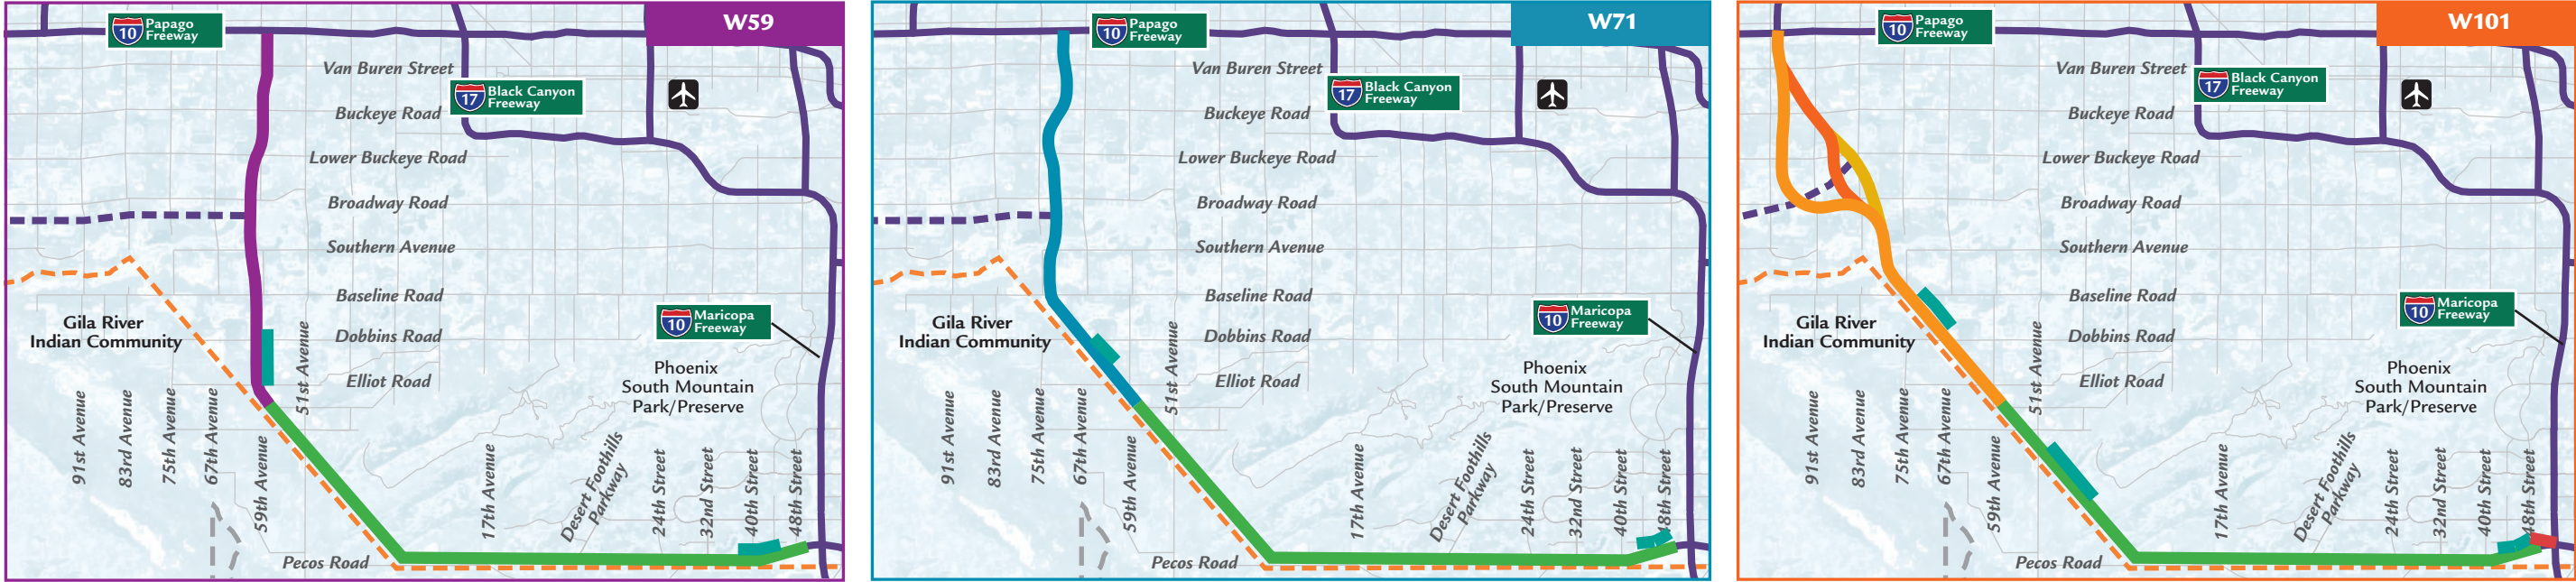 W59
10 Papago
Freeway
Van Buren Street
17 Black Canyon
Freeway
Buckeye Road
Lower Buckeye Road
Broadway Road
Southern Avenue
Baseline Road
10 Maricopa
Freeway
Gila River
Indian Community
Dobbins Road
Elliot Road
51st Avenue
Phoenix
South Mountain
Park/Preserve
91st Avenue
83rd Avenue
75th Avenue
67th Avenue
59th Avenue
17th Avenue
Desert Foothills
Parkway
24th Street
32nd Street
40th Street
48th Street
Pecos Road
W71
10 Papago
Freeway
Van Buren Street
17 Black Canyon
Freeway
Buckeye Road
Lower Buckeye Road
Broadway Road
Southern Avenue
Baseline Road
10 Maricopa
Freeway
Gila River
Indian Community
Dobbins Road
Elliot Road
51st Avenue
Phoenix
South Mountain
Park/Preserve
91st Avenue
83rd Avenue
75th Avenue
67th Avenue
59th Avenue
17th Avenue
Desert Foothills
Parkway
24th Street
32nd Street
40th Street
48th Street
Pecos Road
W101
10 Papago
Freeway
Van Buren Street
17 Black Canyon
Freeway
Buckeye Road
Lower Buckeye Road
Broadway Road
Southern Avenue
Baseline Road
10 Maricopa
Freeway
Gila River
Indian Community
Dobbins Road
Elliot Road
51st Avenue
Phoenix
South Mountain
Park/Preserve
91st Avenue
83rd Avenue
75th Avenue
67th Avenue
59th Avenue
17th Avenue
Desert Foothills
Parkway
24th Street
32nd Street
40th Street
48th Street
Pecos Road